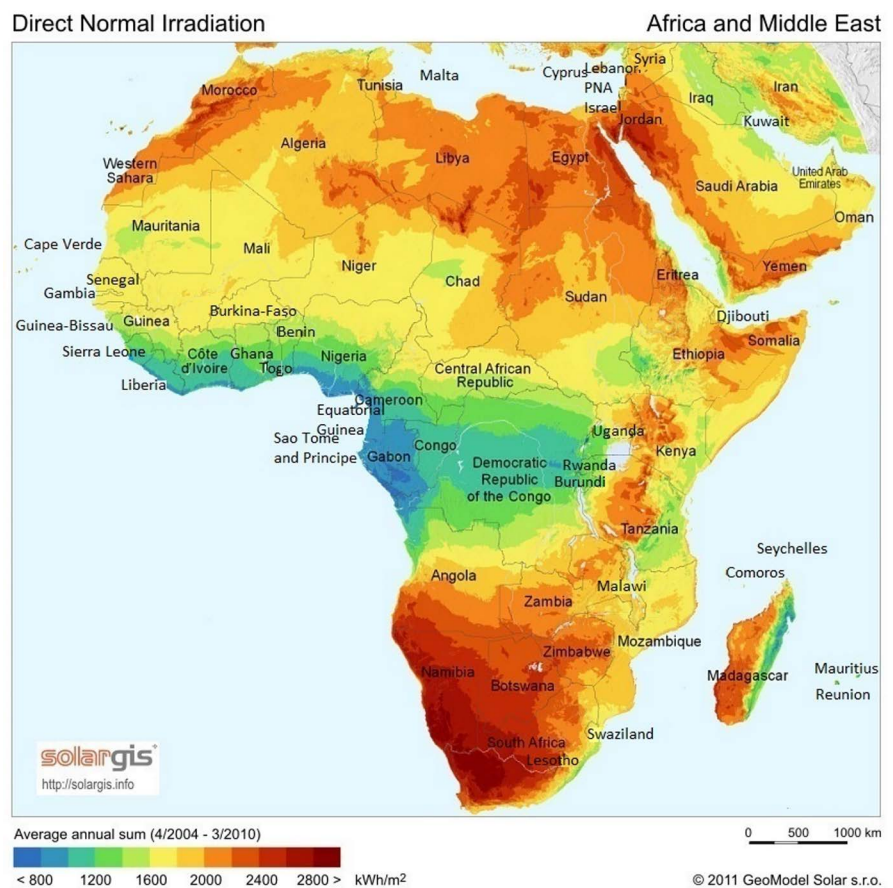 Direct Normal Irradiation
Africa and Middle East
Syria
Malta
Cyprus
Lebanon
Tunisia
Iran
PNA
Morocco
Iraq
Israel
Jordan
Kuwait
Algeria
Libya
Egypt
Western
Sahara
United Arab
Emirates
Saudi Arabia
Oman
Mauritania
Cape Verde
Mali
Niger
Yemen
Eritrea
Senegal
Chad
Gambia
Sudan
Burkina-Faso
Djibouti
Guinea-Bissau
Guinea
Benin
Somalia
Sierra Leone
Côte
d'Ivoire
Ghana
Togo
Nigeria
Ethiopia
Central African
Republic
Liberia
Cameroon
Equatorial
Guinea
Uganda
Sao Tome
and Principe
Congo
Kenya
Gabon
Democratic
Republic
of the Congo
Rwanda
Burundi
Tanzania
Seychelles
Comoros
Angola
Malawi
Zambia
Mozambique
Zimbabwe
Namibia
Madagascar
Mauritius
Botswana
Reunion
Swaziland
South Africa
Lesotho
solargis
http://solargis.info
Average annual sum (4/2004 - 3/2010)
0 500 1000 km
< 800 1200 1600 2000 2400 2800 > kWh/m²
© 2011 GeoModel Solar s.r.o.